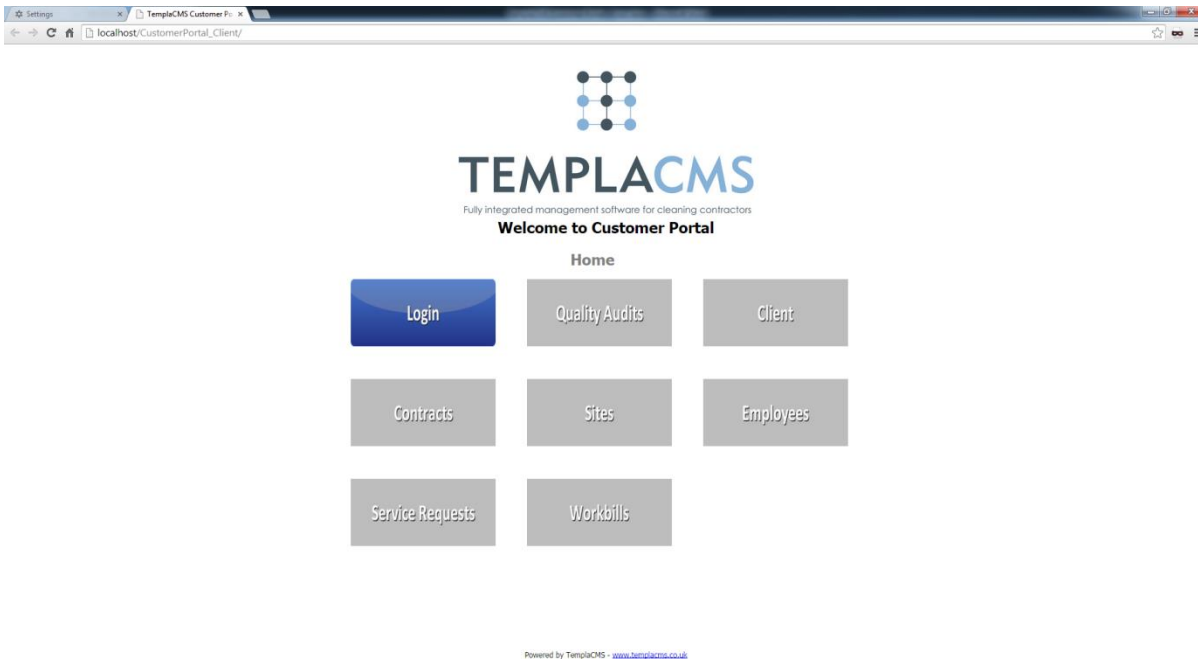 Settings
TemplaCMS Customer Po
localhost/CustomerPortal_Client/
TEMPLACMS
Fully integrated management software for cleaning contractors
Welcome to Customer Portal
Home
Login
Quality Audits
Client
Contracts
Sites
Employees
Service Requests
Workbills
Powered by TemplaCMS - www.templacms.co.uk